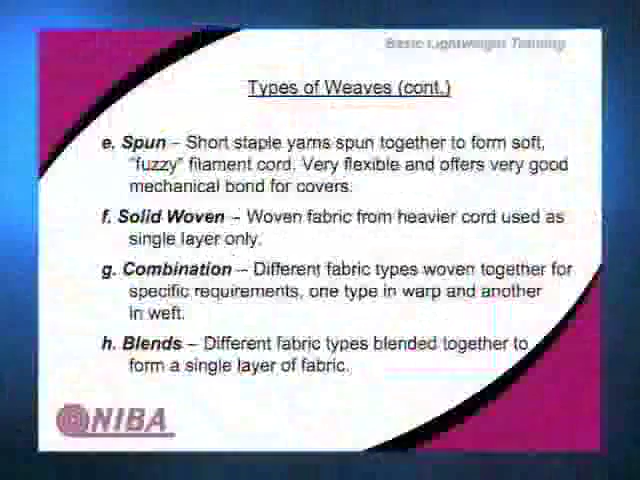 Basic Lightweight Training
Types of Weaves (cont.)
e. Spun – Short staple yarns spun together to form soft,
"fuzzy" filament cord. Very flexible and offers very good
mechanical bond for covers.
f. Solid Woven – Woven fabric from heavier cord used as
single layer only.
g. Combination – Different fabric types woven together for
specific requirements, one type in warp and another
in weft.
h. Blends – Different fabric types blended together to
form a single layer of fabric.
NIBA